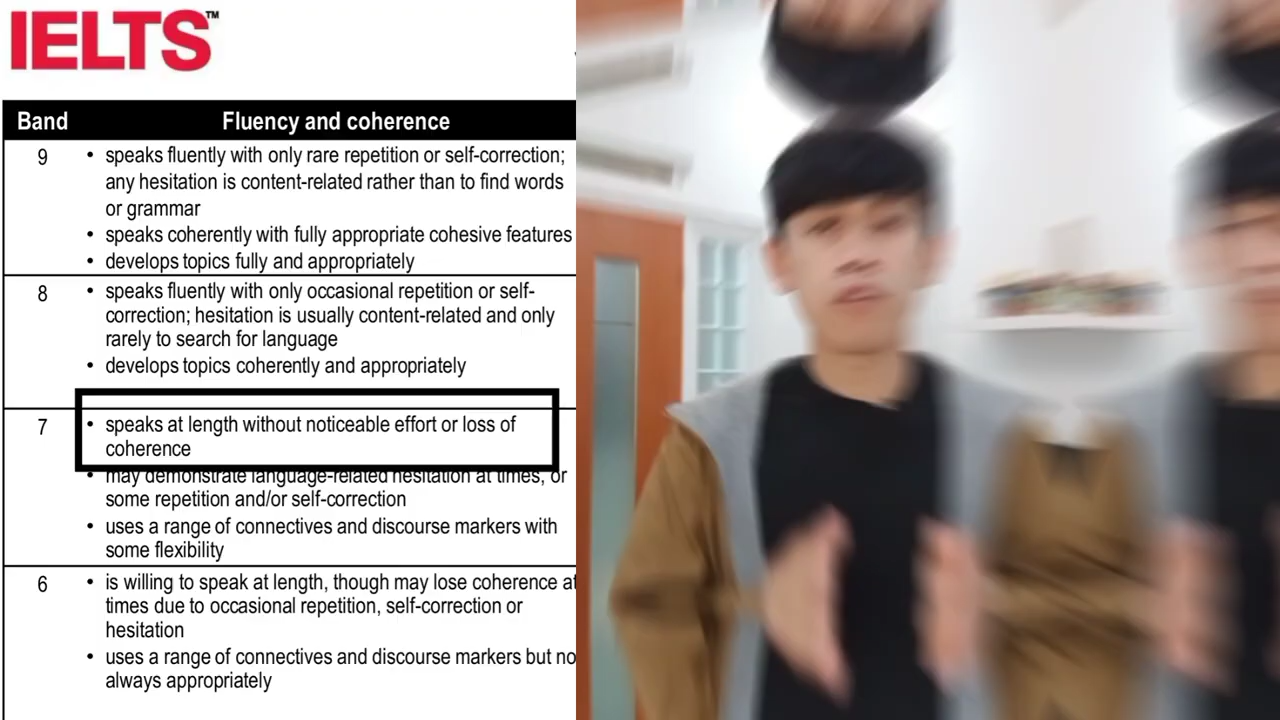 IELTS™
Band Fluency and coherence
9
• speaks fluently with only rare repetition or self-correction;
any hesitation is content-related rather than to find words
or grammar
• speaks coherently with fully appropriate cohesive features
• develops topics fully and appropriately
8
• speaks fluently with only occasional repetition or self-
correction; hesitation is usually content-related and only
rarely to search for language
• develops topics coherently and appropriately
7
• speaks at length without noticeable effort or loss of
coherence
• may demonstrate language-related hesitation at times, or
some repetition and/or self-correction
• uses a range of connectives and discourse markers with
some flexibility
6
• is willing to speak at length, though may lose coherence at
times due to occasional repetition, self-correction or
hesitation
• uses a range of connectives and discourse markers but no
always appropriately